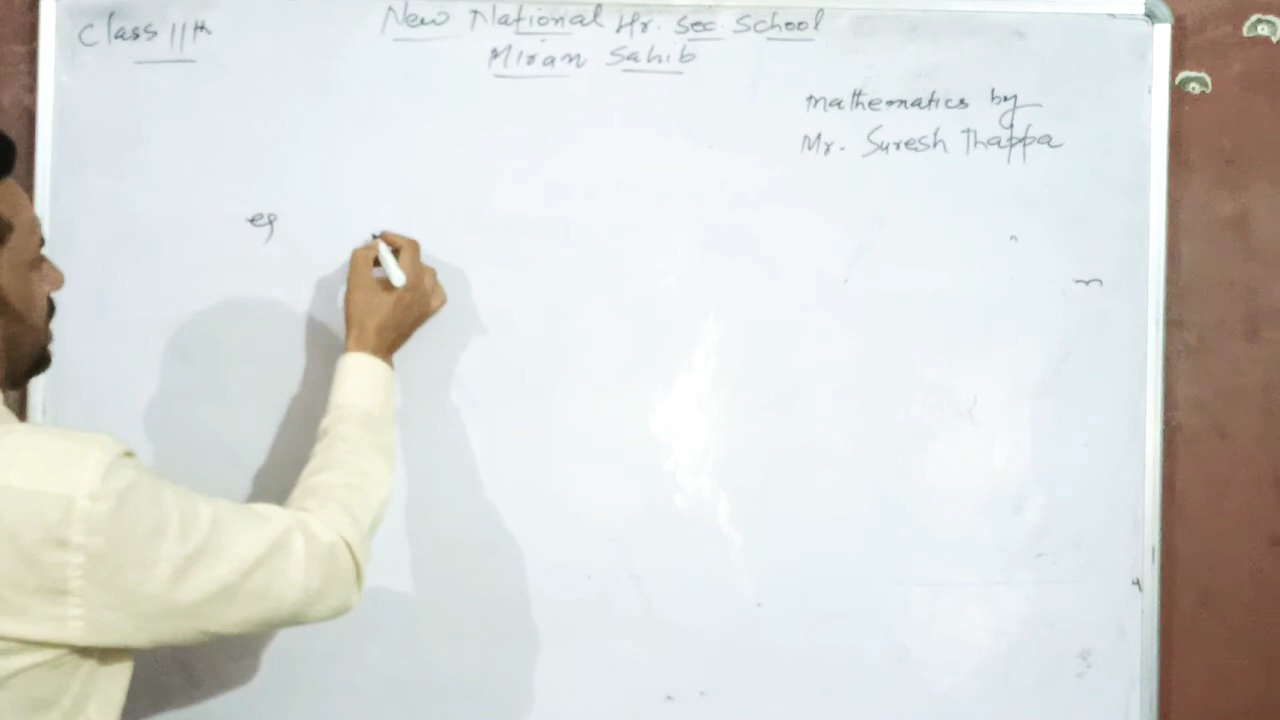 Class 11th
New National Hr. Sec. School
Miran Sahib
Mathematics by
Mr. Suresh Thappa
eg